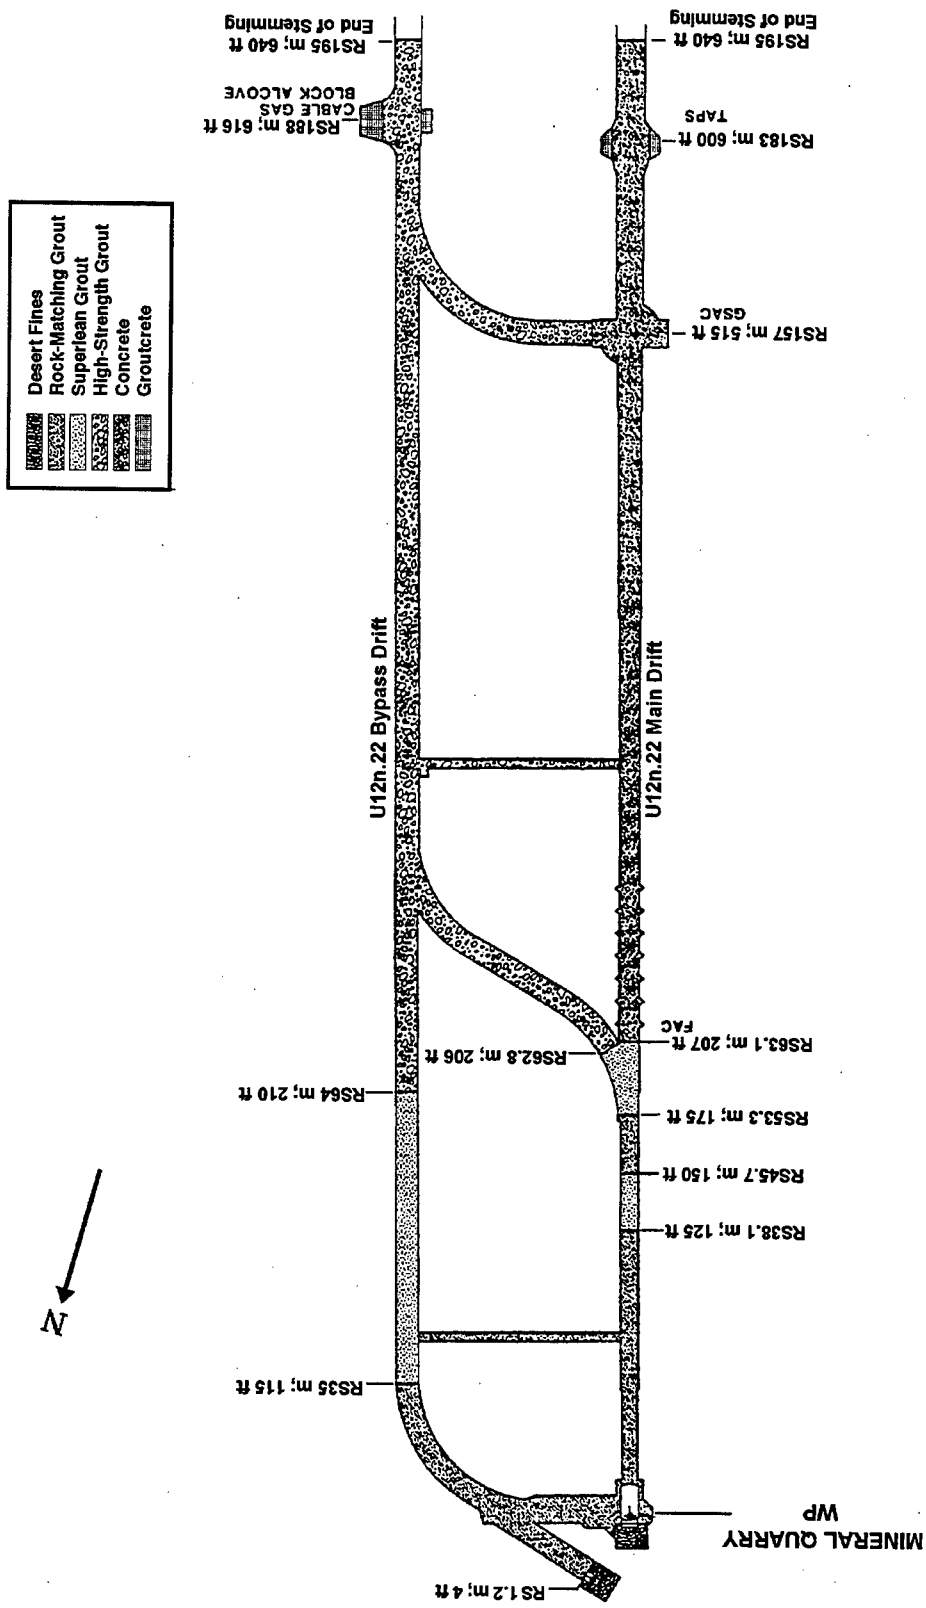 RS195 m; 640 ft
End of Stemming
RS195 m; 640 ft
End of Stemming
RS188 m; 616 ft
CABLE GAS
BLOCK ALCOVE
RS183 m; 600 ft
TAPS
Desert Fines
Rock-Matching Grout
Superlean Grout
High-Strength Grout
Concrete
Groutcrete
RS157 m; 515 ft
GSAC
U12n.22 Bypass Drift
U12n.22 Main Drift
RS63.1 m; 207 ft
FAC
RS62.8 m; 206 ft
RS64 m; 210 ft
RS53.3 m; 175 ft
RS45.7 m; 150 ft
RS38.1 m; 125 ft
N
RS35 m; 115 ft
MINERAL QUARRY
WP
RS1.2 m; 4 ft